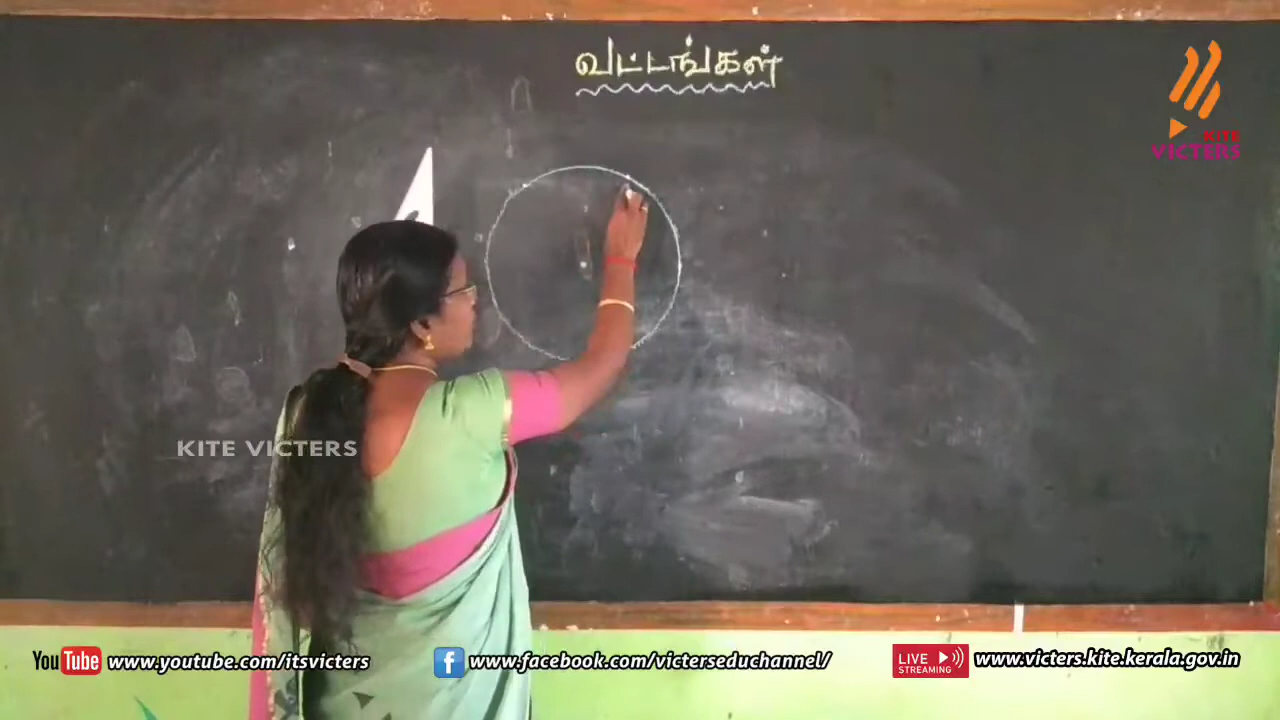 வட்டங்கள்
KITE
VICTERS
KITE VICTERS
You Tube www.youtube.com/itsvicters
f www.facebook.com/victerseduchannel/
LIVE STREAMING www.victers.kite.kerala.gov.in